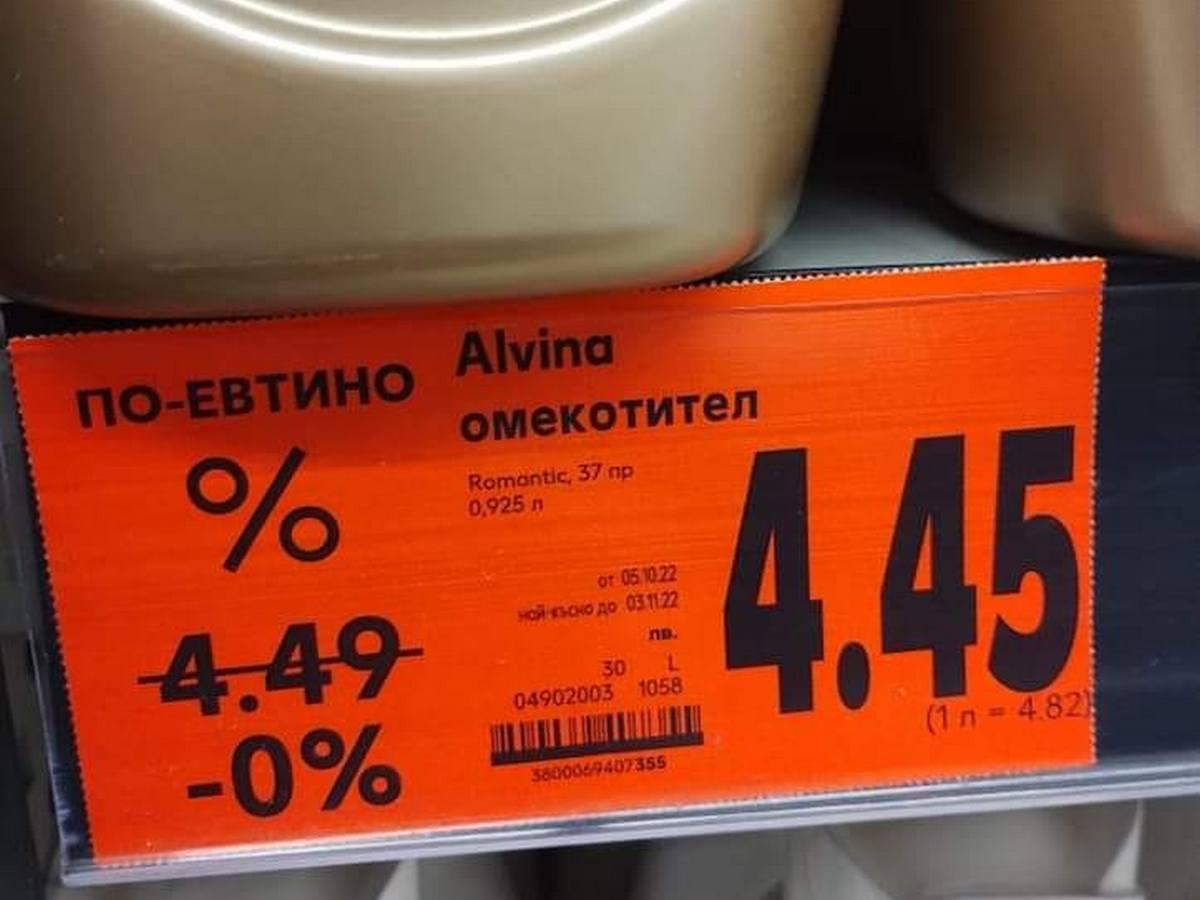 ПО-ЕВТИНО
%
4.49
-0%
Alvina
омекотител
Romantic, 37 пр
0,925 л
от 05.10.22
най-късно до 03.11.22
лв.
30 L
04902003 1058
3800069407355
4.45
(1 л = 4.82)